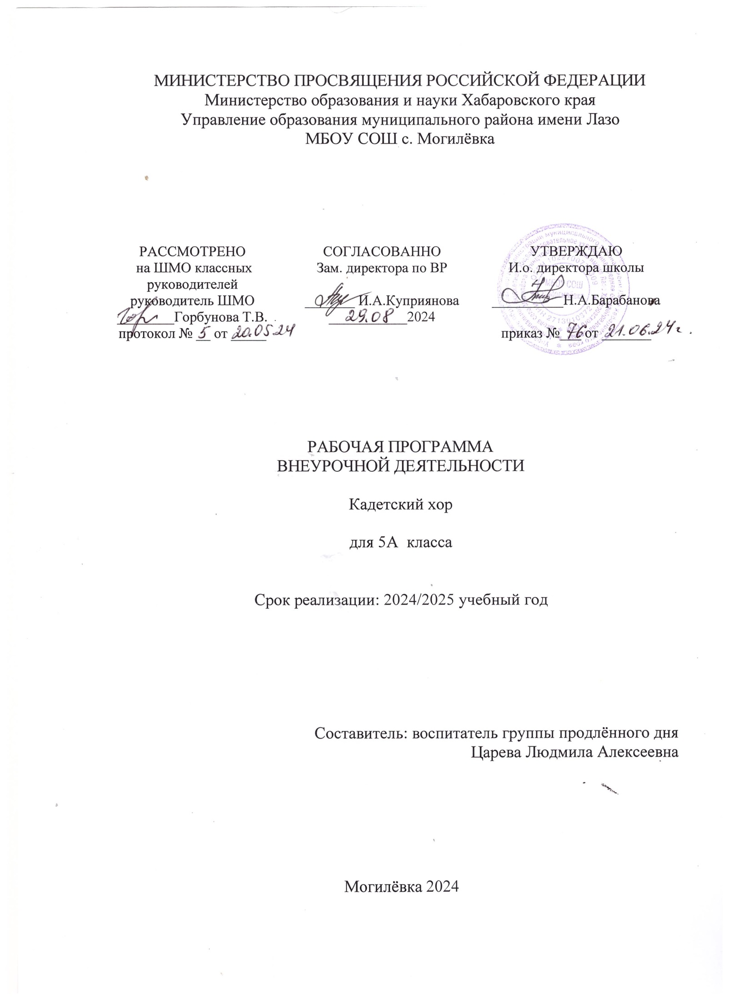 МИНИСТЕРСТВО ПРОСВЯЩЕНИЯ РОССИЙСКОЙ ФЕДЕРАЦИИ
Министерство образования и науки Хабаровского края
Управление образования муниципального района имени Лазо
МБОУ СОШ с. Могилёвка
РАССМОТРЕНО
на ШМО классных
руководителей
руководитель ШМО
Горбунова Т.В.
протокол № 5 от 20.05.24
СОГЛАСОВАННО
Зам. директора по ВР
И.А.Куприянова
29.08 2024
УТВЕРЖДАЮ
И.о. директора школы
Н.А.Барабанова
приказ № 76 от 21.06.24г.
МБОУ СОШ
РАБОЧАЯ ПРОГРАММА
ВНЕУРОЧНОЙ ДЕЯТЕЛЬНОСТИ
Кадетский хор
для 5А класса
Срок реализации: 2024/2025 учебный год
Составитель: воспитатель группы продлённого дня
Царева Людмила Алексеевна
Могилёвка 2024